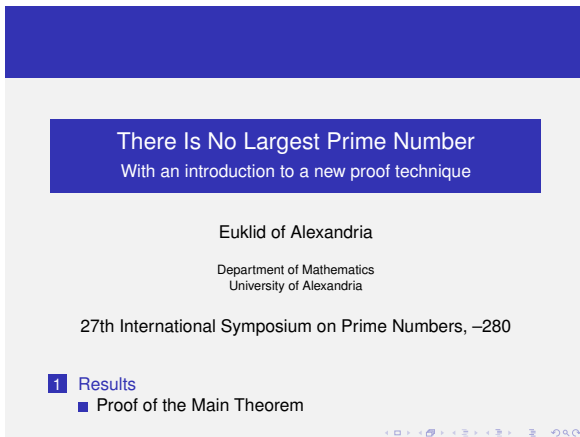 There Is No Largest Prime Number
With an introduction to a new proof technique
Euklid of Alexandria
Department of Mathematics
University of Alexandria
27th International Symposium on Prime Numbers, –280
1 Results
Proof of the Main Theorem